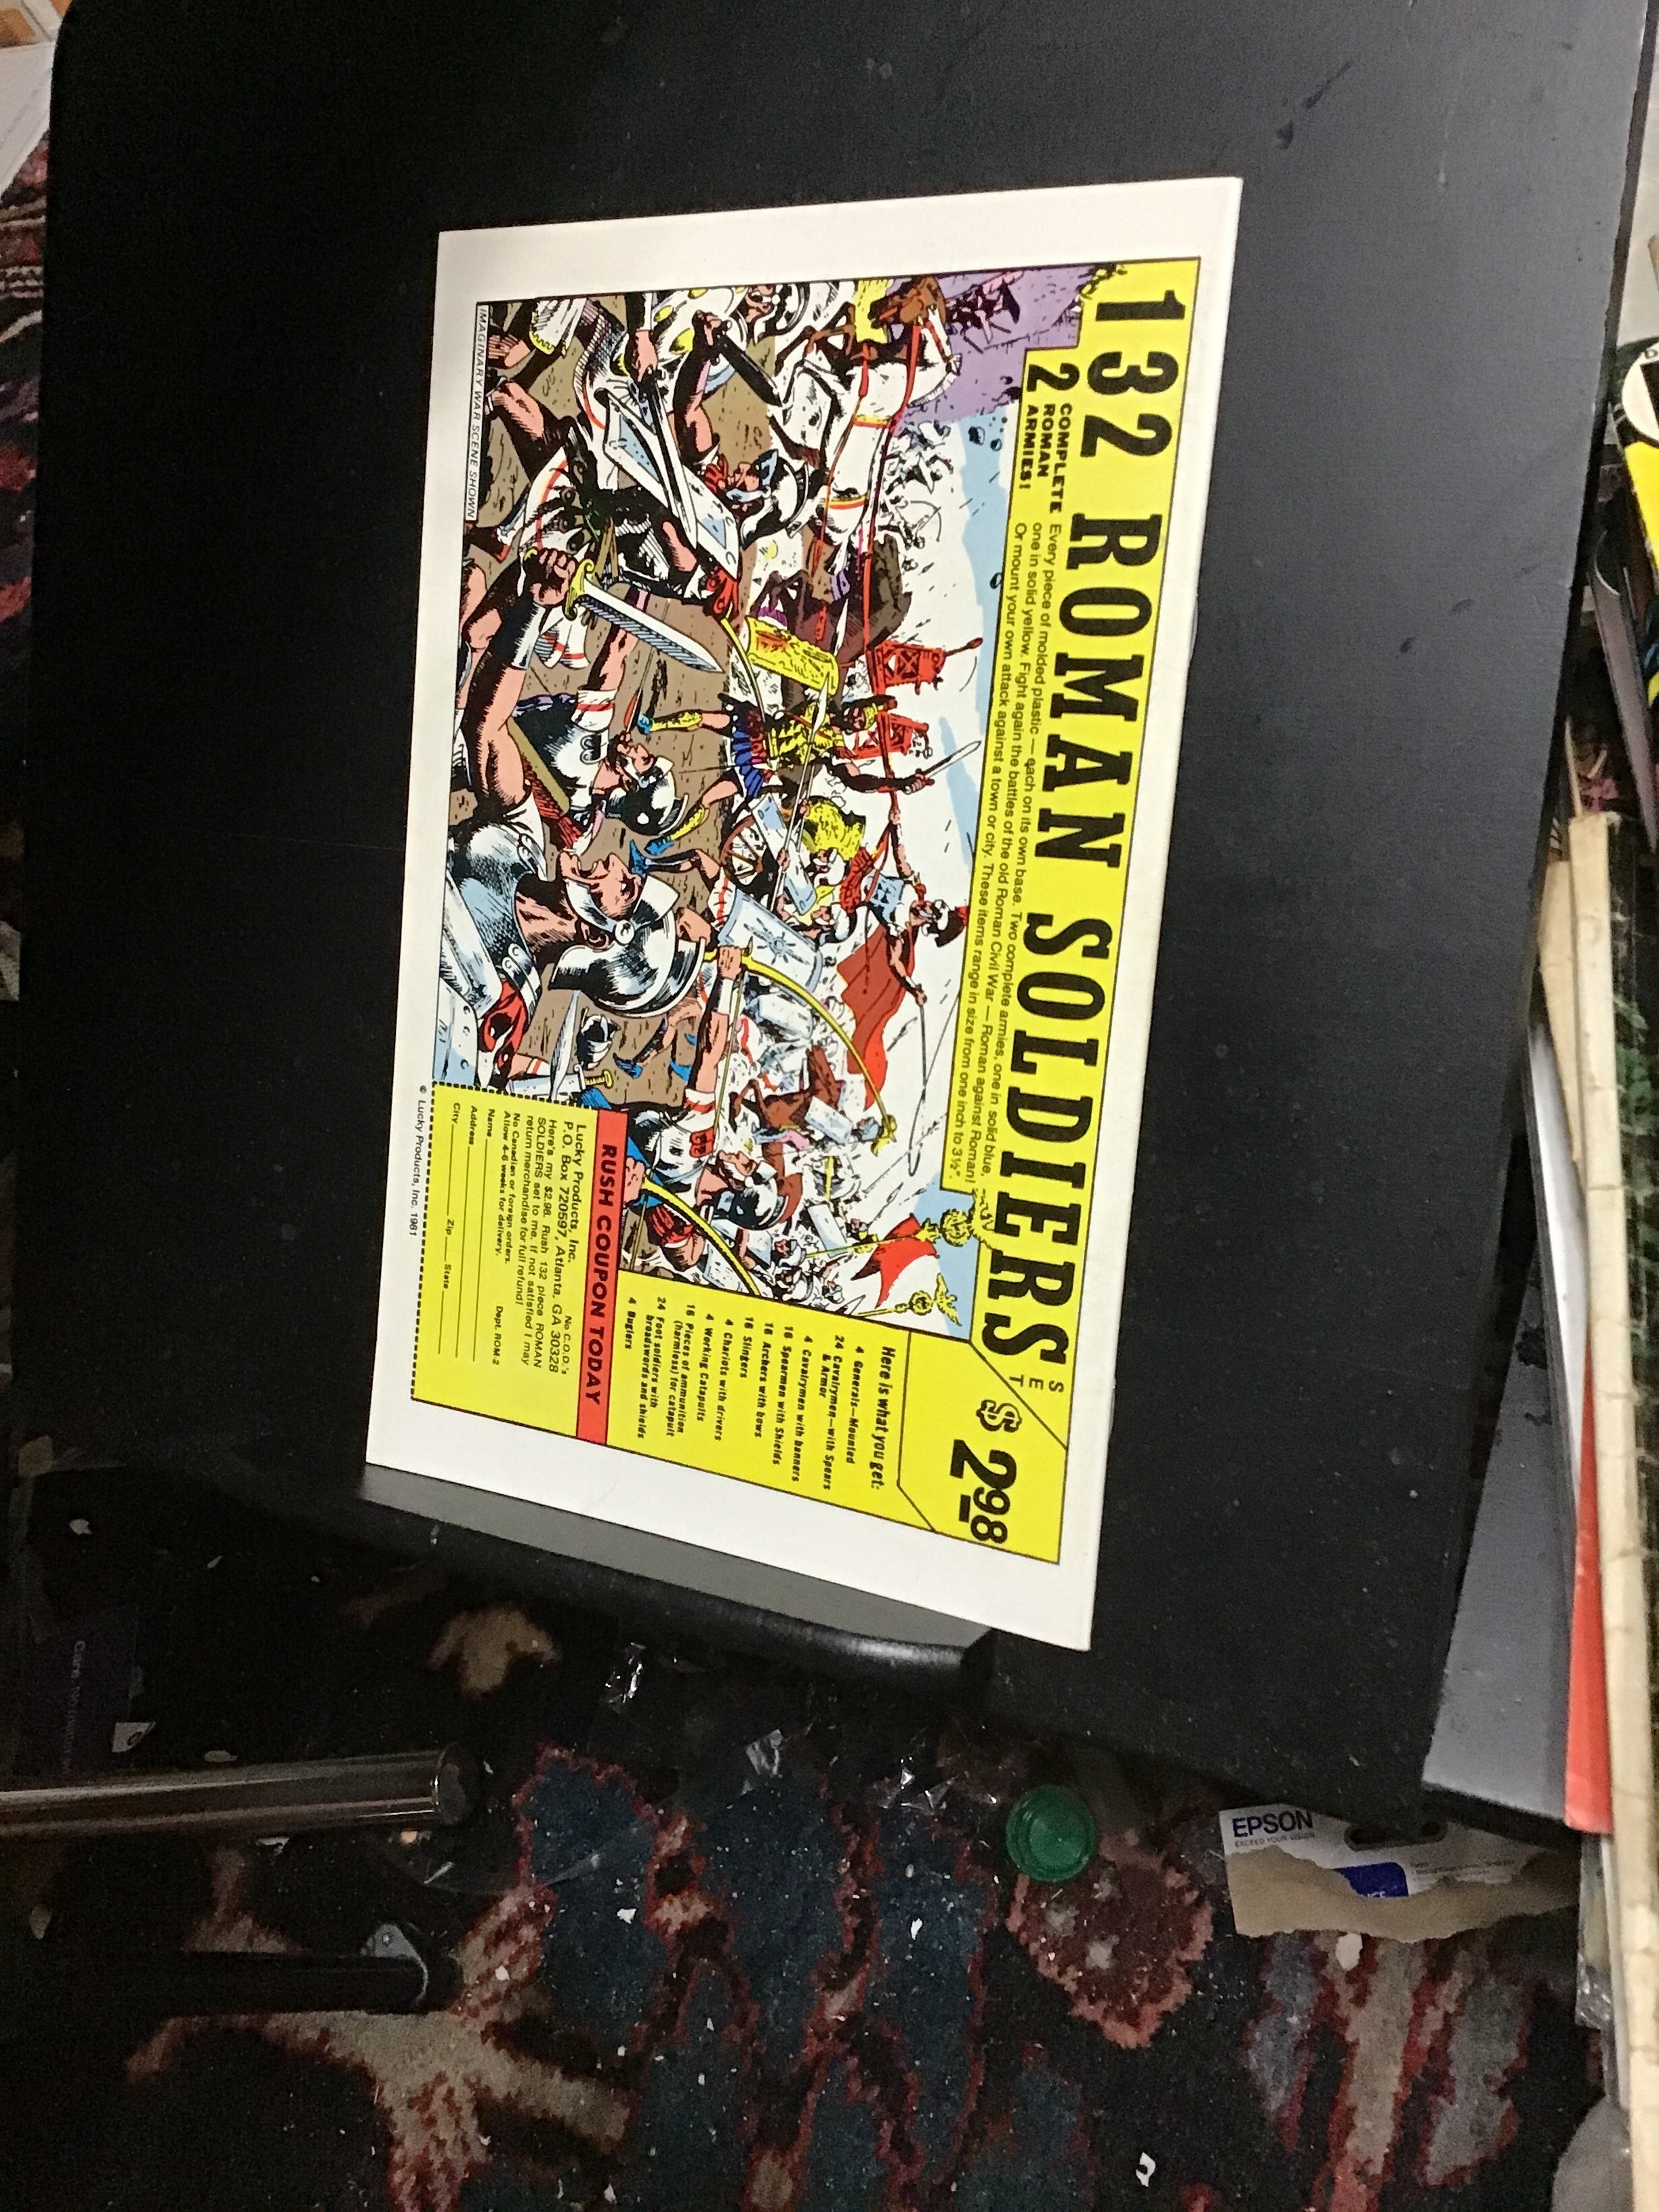 132 ROMAN SOLDIERS
SET
$2.98
2 COMPLETE
ROMAN
ARMIES!
Every piece of molded plastic — each on its own base. Two complete armies, one in solid blue,
one in solid yellow. Fight again the battles of the old Roman Civil War — Roman against Roman!
Or mount your own attack against a town or city. These items range in size from one inch to 3½".
Here is what you get:
4 Generals—Mounted
24 Cavalrymen—with Spears
& Armor
4 Cavalrymen with banners
16 Spearmen with Shields
16 Archers with bows
16 Slingers
4 Chariots with drivers
4 Working Catapults
16 Pieces of ammunition
(harmless) for catapult
24 Foot soldiers with
broadswords and shields
4 Buglers
RUSH COUPON TODAY
Lucky Products, Inc. No C.O.D.'s
P.O. Box 720597, Atlanta, GA 30328
Here's my $2.98. Rush 132 piece ROMAN
SOLDIERS set to me. If not satisfied I may
return merchandise for full refund!
No Canadian or foreign orders.
Allow 4-6 weeks for delivery. Dept. ROM-2
Name
Address
City Zip State
IMAGINARY WAR SCENE SHOWN
© Lucky Products, Inc. 1981
EPSON
EXCEED YOUR VISION